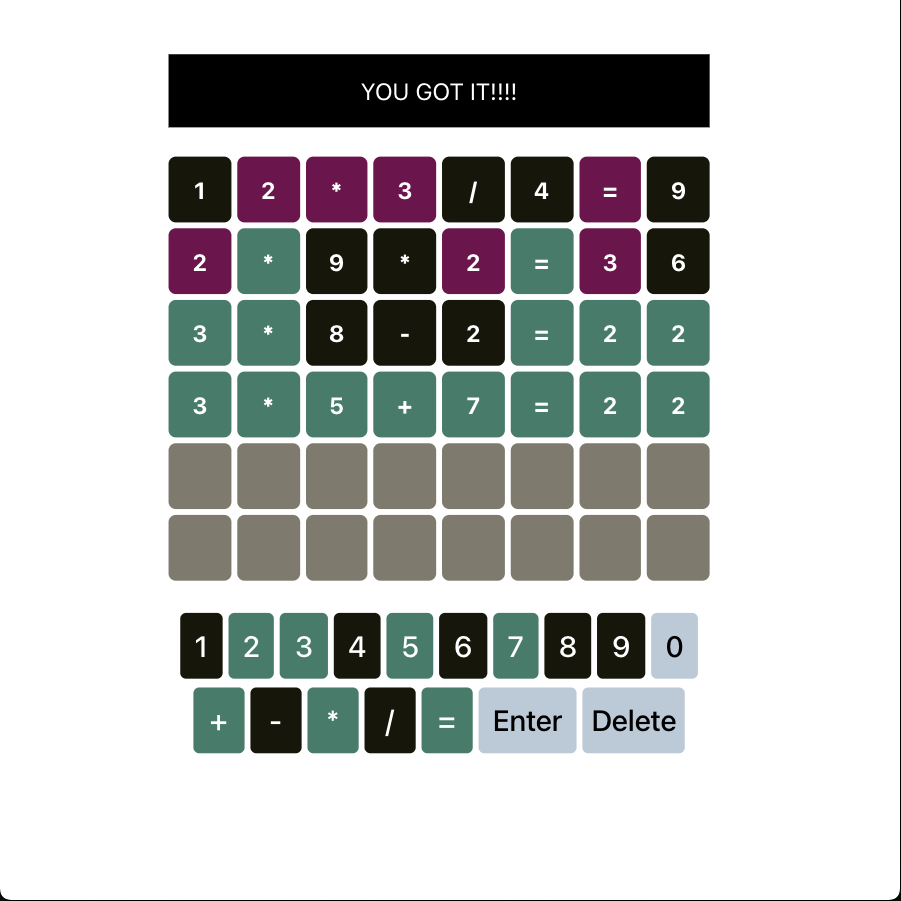 YOU GOT IT!!!!
1 2 * 3 / 4 = 9
2 * 9 * 2 = 3 6
3 * 8 - 2 = 2 2
3 * 5 + 7 = 2 2
1 2 3 4 5 6 7 8 9 0
+ - * / = Enter Delete